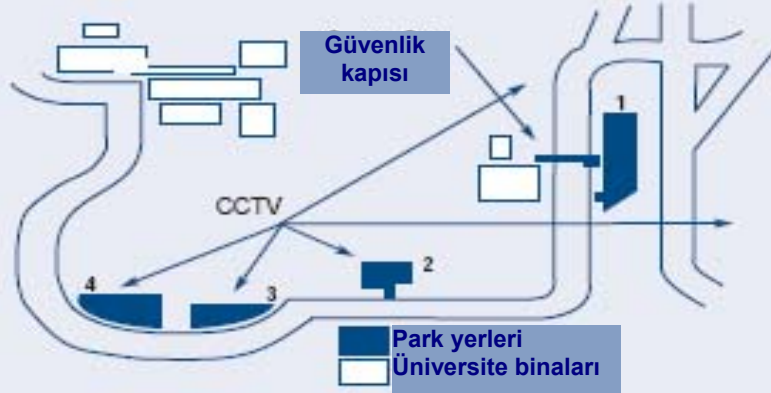 Güvenlik
kapısı
1
CCTV
2
4
3
Park yerleri
Üniversite binaları